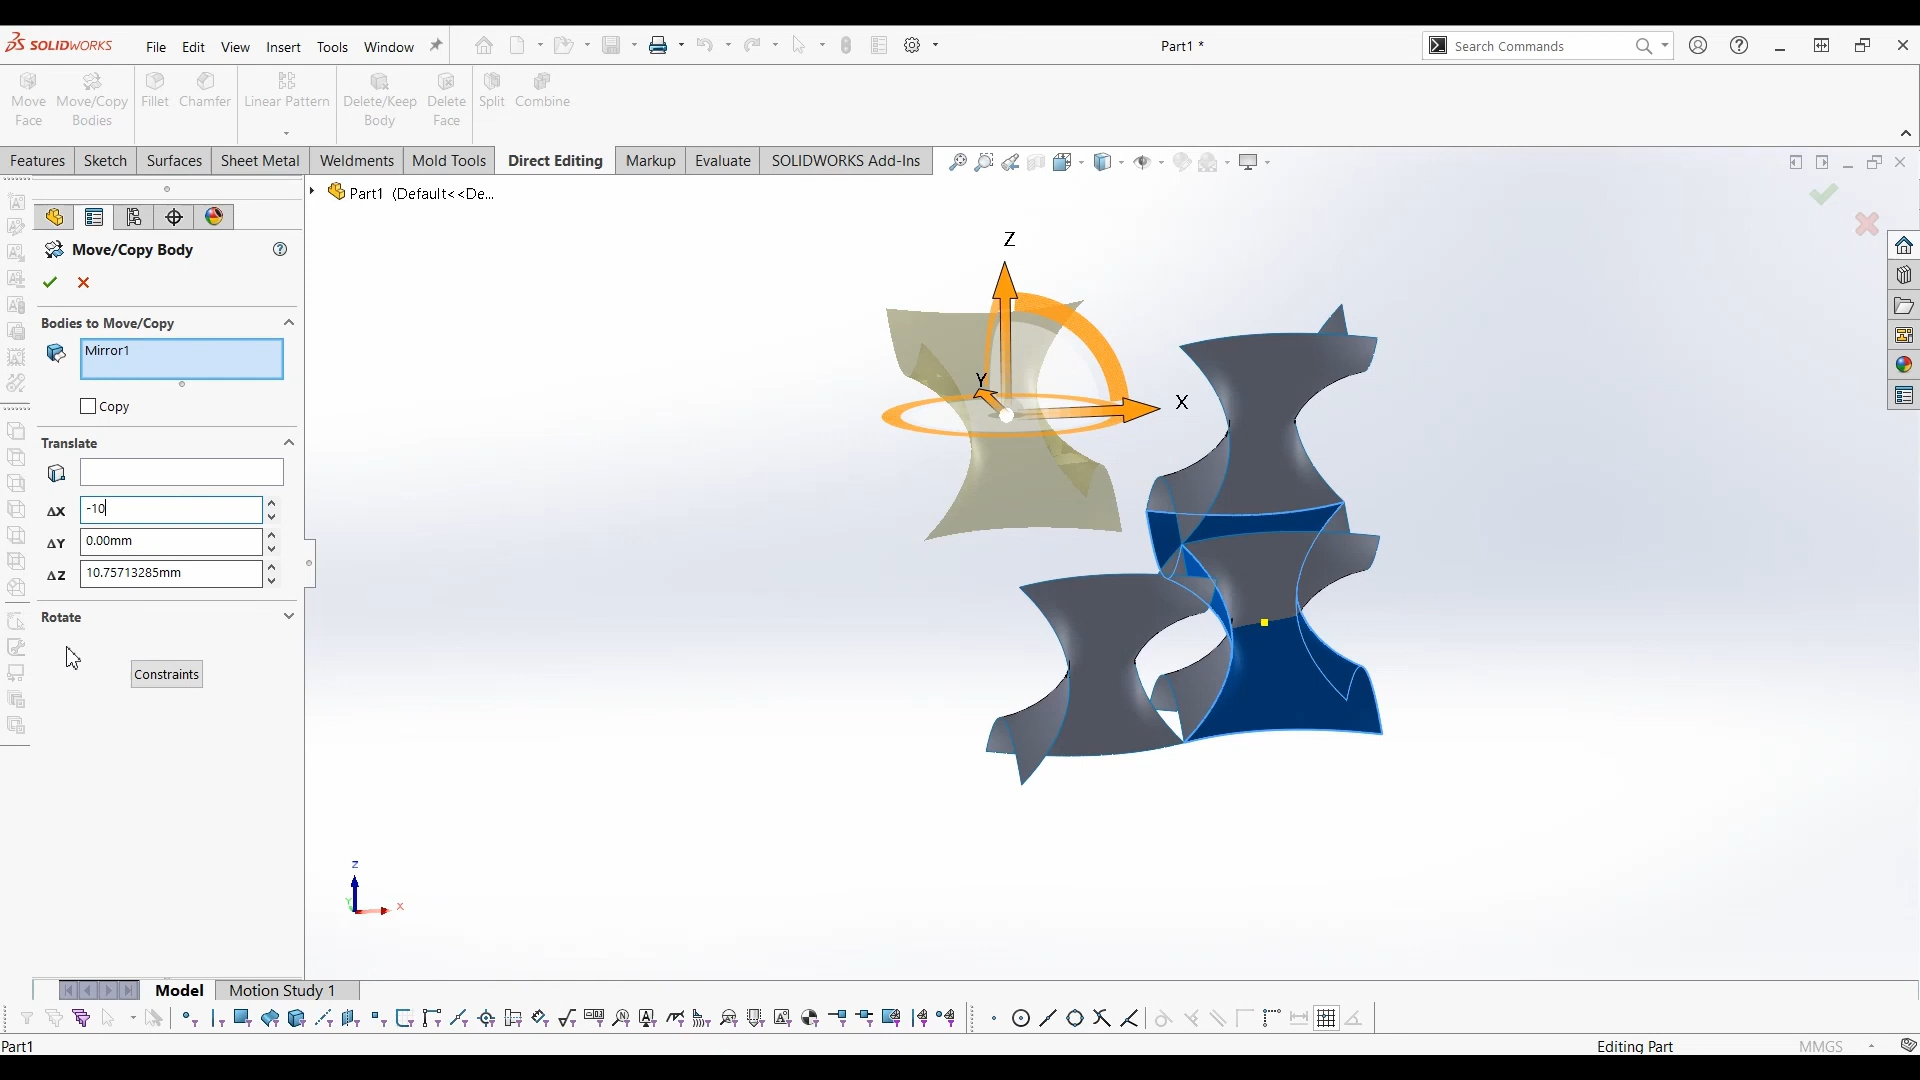 SOLIDWORKS File Edit View Insert Tools Window Part1 * Search Commands
Move Face
Move/Copy Bodies
Fillet
Chamfer
Linear Pattern
Delete/Keep Body
Delete Face
Split
Combine
Features Sketch Surfaces Sheet Metal Weldments Mold Tools Direct Editing Markup Evaluate SOLIDWORKS Add-Ins
Part1 (Default<<De...
Move/Copy Body
Bodies to Move/Copy
Mirror1
Copy
Translate
ΔX -10
ΔY 0.00mm
ΔZ 10.75713285mm
Rotate
Constraints
Z
Y
X
Z
Y
X
Model Motion Study 1
Part1 Editing Part MMGS